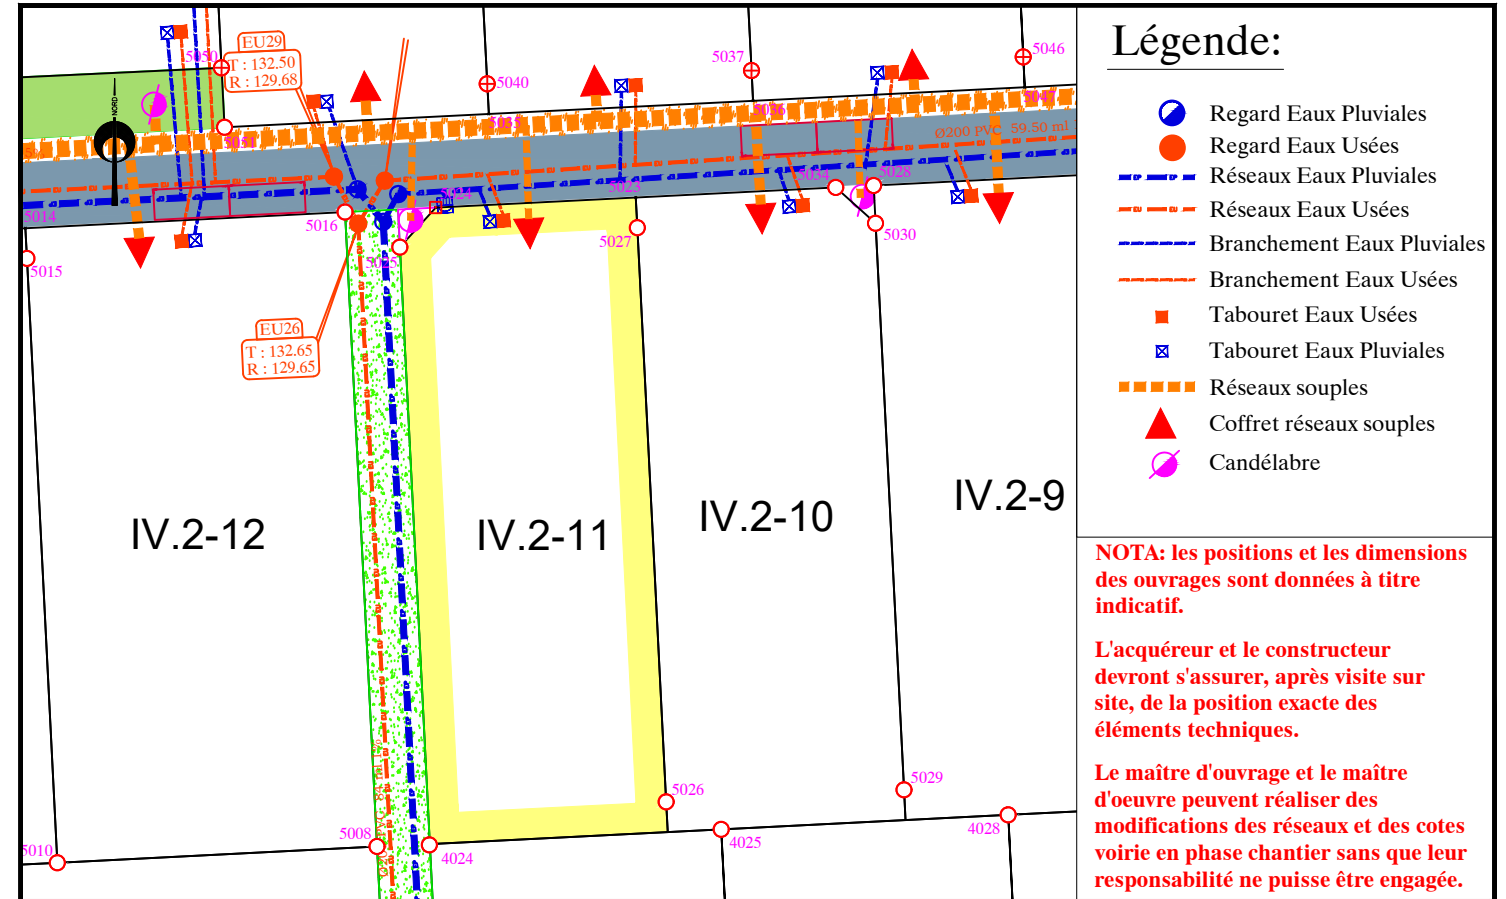 EU29
T : 132.50
R : 129.68
5050
5040
5037
5046
5036
5047
5035
5051
NORD
Ø200 PVC 59.50 ml
5014
5016
5024
5023
5034
5028
5015
5025
5027
5030
EU26
T : 132.65
R : 129.65
IV.2-12
IV.2-11
IV.2-10
IV.2-9
5010
5008
4024
5026
4025
5029
4028
Légende:
Regard Eaux Pluviales
Regard Eaux Usées
Réseaux Eaux Pluviales
Réseaux Eaux Usées
Branchement Eaux Pluviales
Branchement Eaux Usées
Tabouret Eaux Usées
Tabouret Eaux Pluviales
Réseaux souples
Coffret réseaux souples
Candélabre
NOTA: les positions et les dimensions
des ouvrages sont données à titre
indicatif.
L'acquéreur et le constructeur
devront s'assurer, après visite sur
site, de la position exacte des
éléments techniques.
Le maître d'ouvrage et le maître
d'oeuvre peuvent réaliser des
modifications des réseaux et des cotes
voirie en phase chantier sans que leur
responsabilité ne puisse être engagée.